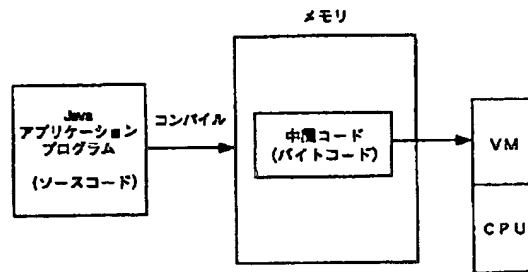 メモリ
Java
アプリケーション
プログラム
(ソースコード)
コンパイル
中間コード
(バイトコード)
VM
CPU